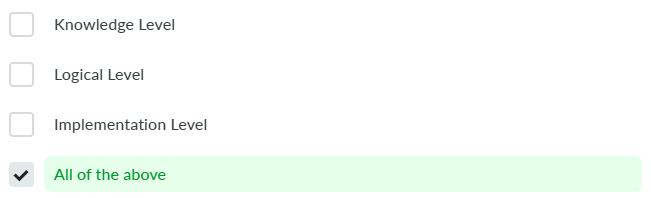 Knowledge Level
Logical Level
Implementation Level
All of the above